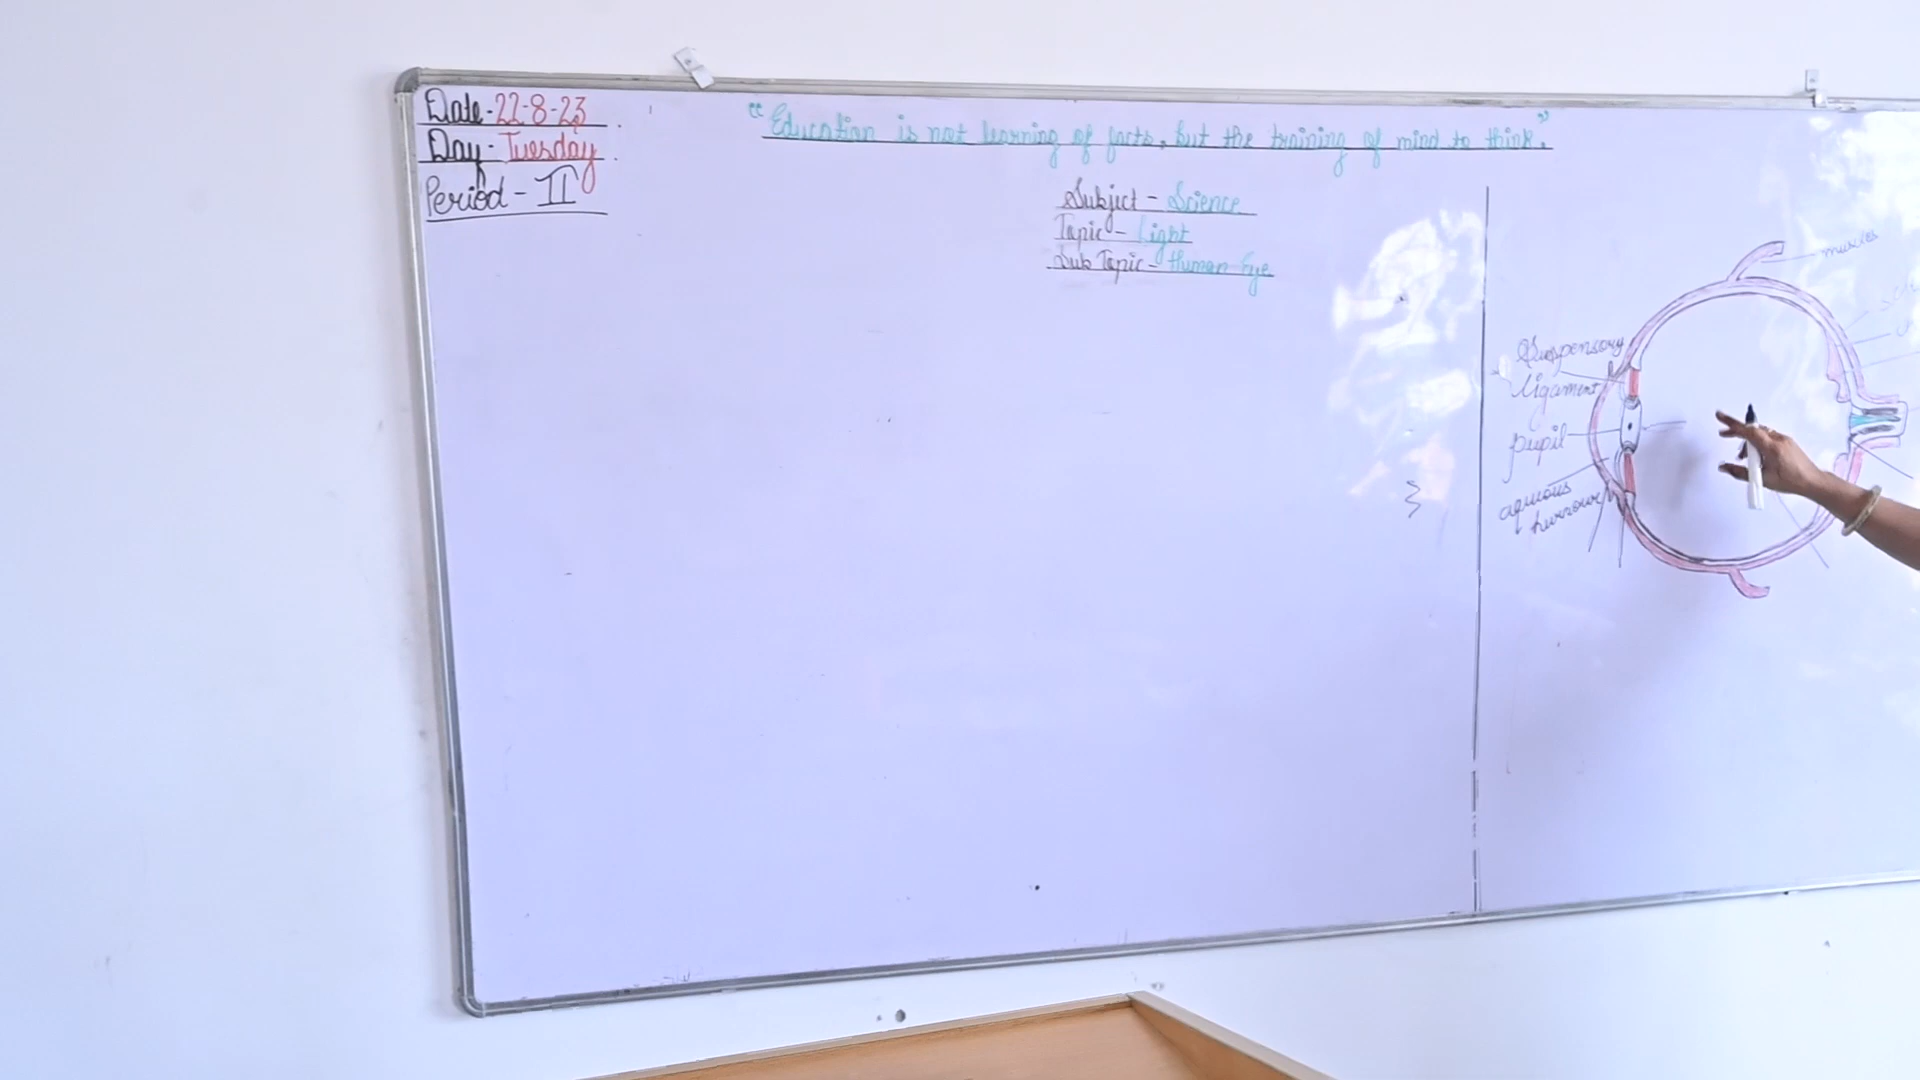 Date-22-8-23
Day-Tuesday
Period-II
"Education is not learning of facts, but the training of mind to think."
Subject-Science
Topic-Light
Sub Topic-Human Eye
muscles
Suspensory
ligament
pupil
aqueous
humour